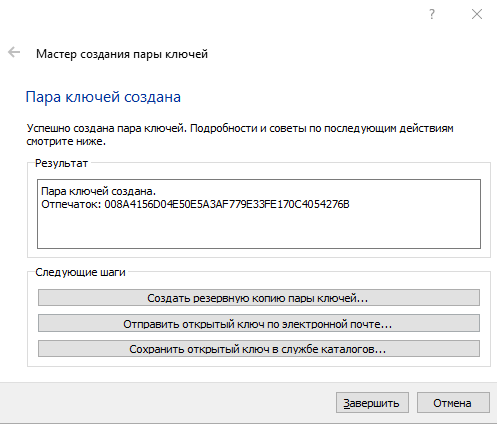 ?
Мастер создания пары ключей
Пара ключей создана
Успешно создана пара ключей. Подробности и советы по последующим действиям
смотрите ниже.
Результат
Пара ключей создана.
Отпечаток: 008A4156D04E50E5A3AF779E33FE170C4054276B
Следующие шаги
Создать резервную копию пары ключей...
Отправить открытый ключ по электронной почте...
Сохранить открытый ключ в службе каталогов...
Завершить
Отмена